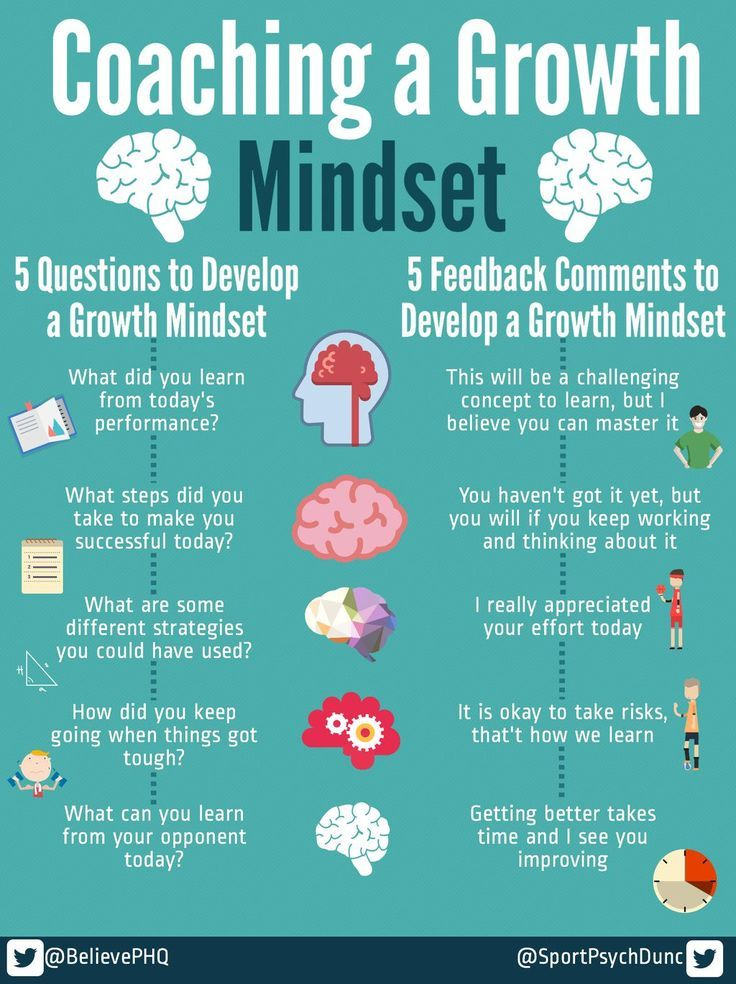 Coaching a Growth
Mindset
5 Questions to Develop
a Growth Mindset
What did you learn
from today's
performance?
What steps did you
take to make you
successful today?
1
2
3
What are some
different strategies
you could have used?
How did you keep
going when things got
tough?
What can you learn
from your opponent
today?
5 Feedback Comments to
Develop a Growth Mindset
This will be a challenging
concept to learn, but I
believe you can master it
You haven't got it yet, but
you will if you keep working
and thinking about it
I really appreciated
your effort today
It is okay to take risks,
that's how we learn
Getting better takes
time and I see you
improving
@BelievePHQ
@SportPsychDunc